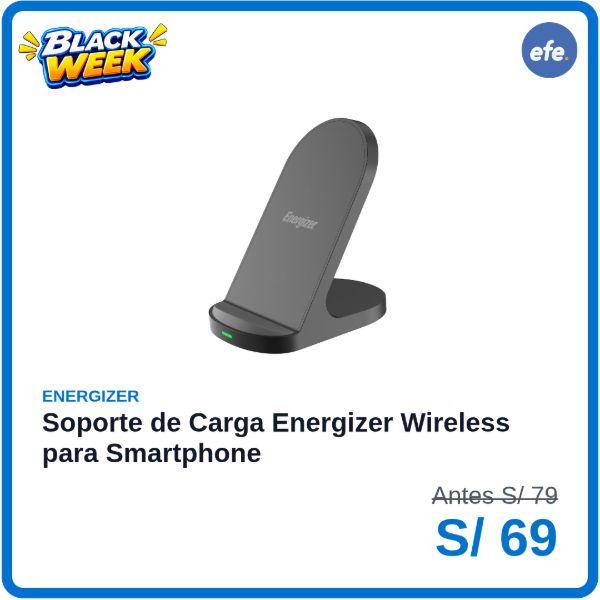 BLACK
WEEK
efe.
Energizer
ENERGIZER
Soporte de Carga Energizer Wireless
para Smartphone
Antes S/ 79
S/ 69